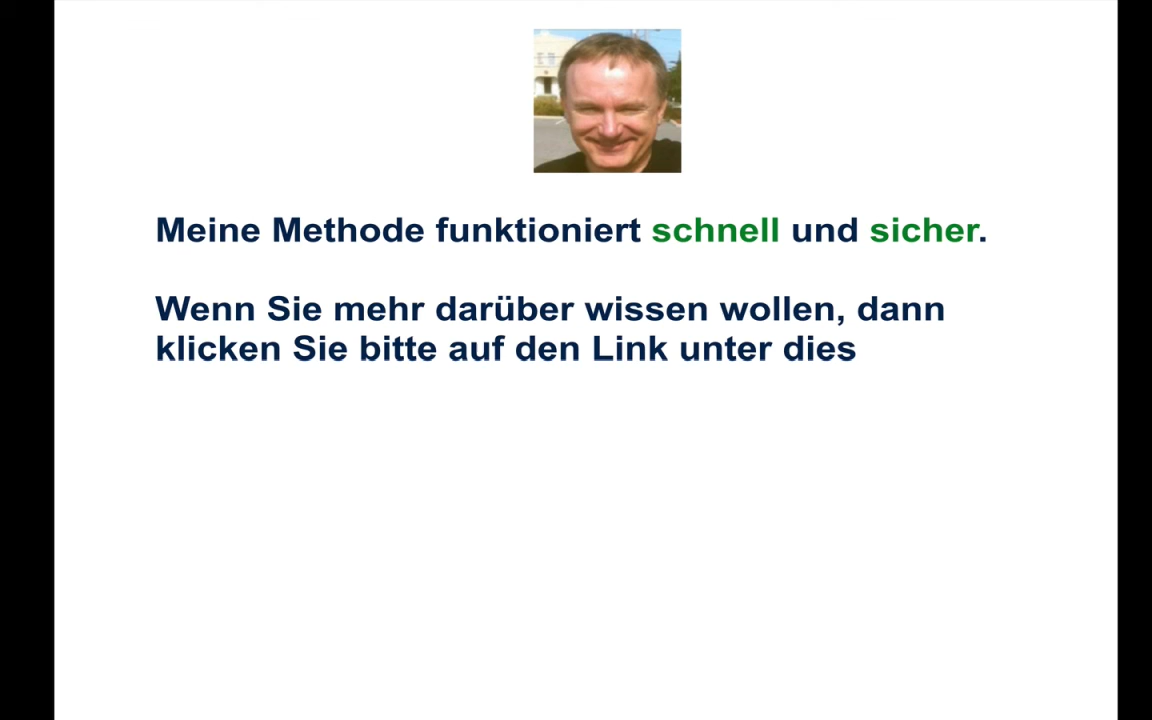 Meine Methode funktioniert schnell und sicher.
Wenn Sie mehr darüber wissen wollen, dann
klicken Sie bitte auf den Link unter dies